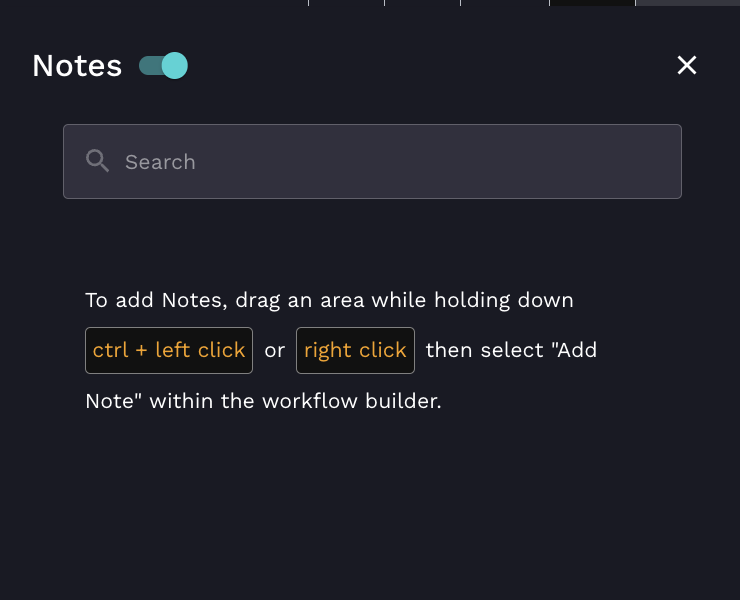 Notes
Search
To add Notes, drag an area while holding down
ctrl + left click or right click then select "Add
Note" within the workflow builder.